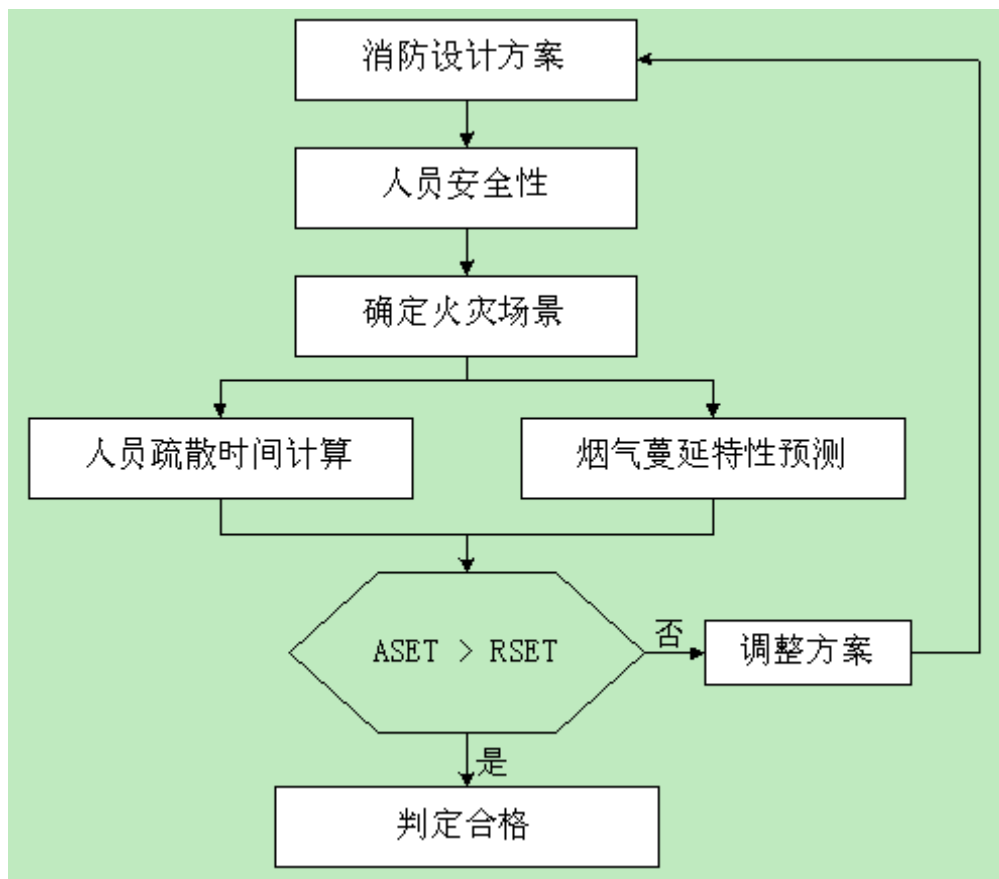 消防设计方案
人员安全性
确定火灾场景
人员疏散时间计算
烟气蔓延特性预测
ASET > RSET
否
调整方案
是
判定合格